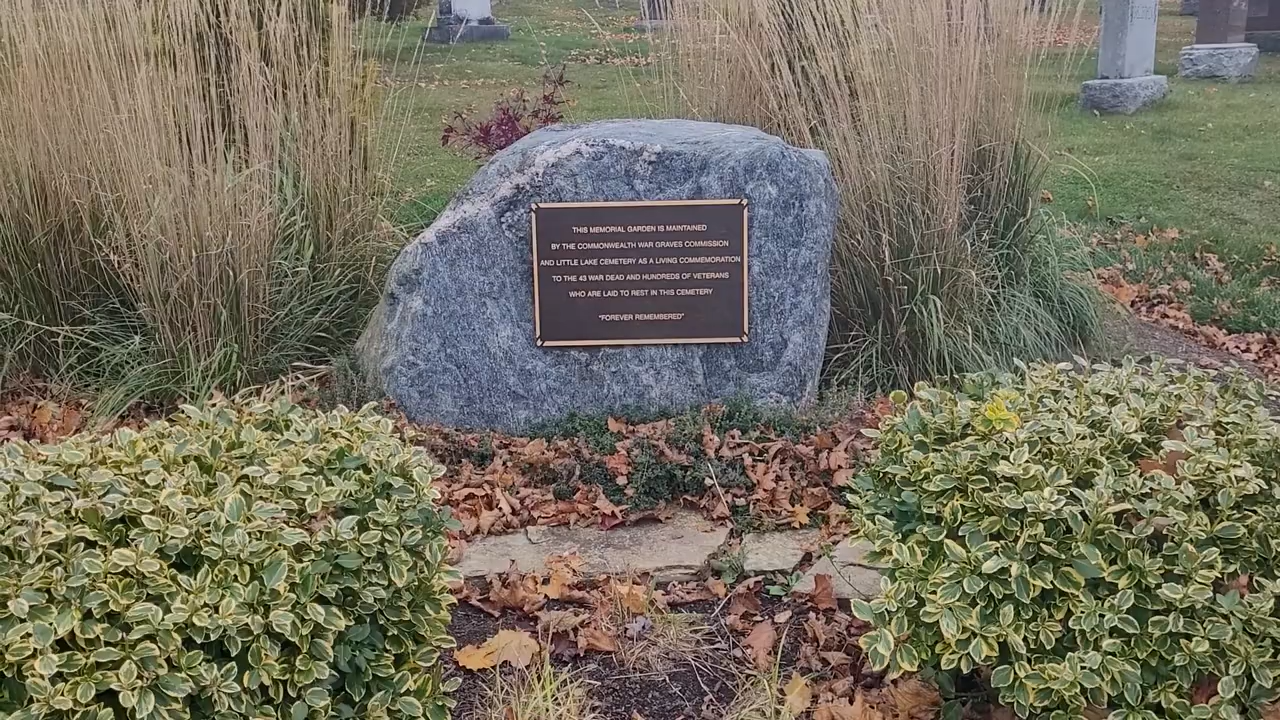 THIS MEMORIAL GARDEN IS MAINTAINED
BY THE COMMONWEALTH WAR GRAVES COMMISSION
AND LITTLE LAKE CEMETERY AS A LIVING COMMEMORATION
TO THE 43 WAR DEAD AND HUNDREDS OF VETERANS
WHO ARE LAID TO REST IN THIS CEMETERY
"FOREVER REMEMBERED"